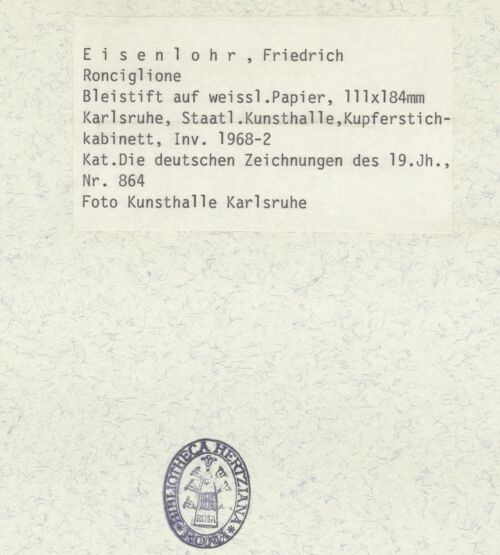 E i s e n l o h r , Friedrich
Ronciglione
Bleistift auf weissl.Papier, 111x184mm
Karlsruhe, Staatl.Kunsthalle,Kupferstich-
kabinett, Inv. 1968-2
Kat.Die deutschen Zeichnungen des 19.Jh.,
Nr. 864
Foto Kunsthalle Karlsruhe
BIBLIOTHECA HERTZIANA
ROMA
ROMA